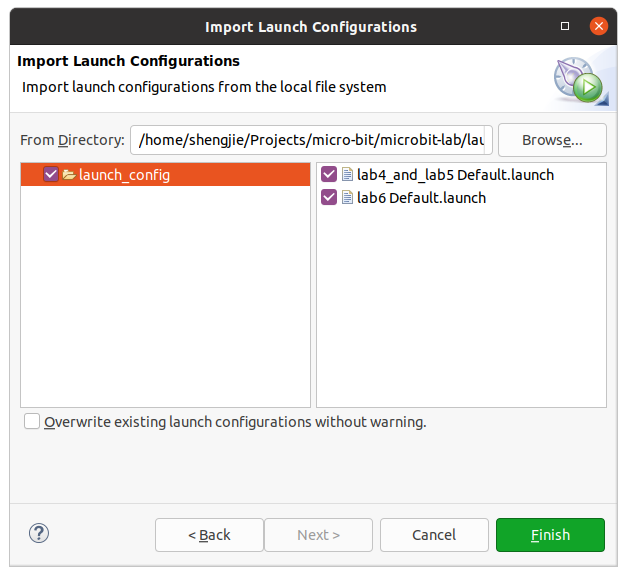 Import Launch Configurations
Import Launch Configurations
Import launch configurations from the local file system
From Directory: /home/shengjie/Projects/micro-bit/microbit-lab/lau Browse...
launch_config
lab4_and_lab5 Default.launch
lab6 Default.launch
Overwrite existing launch configurations without warning.
? < Back Next > Cancel Finish